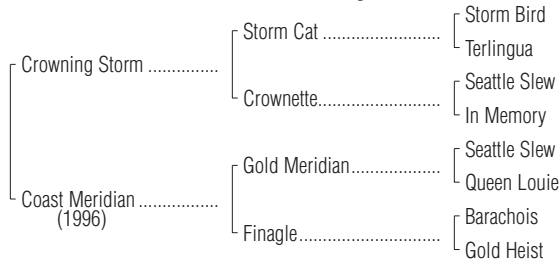 Storm Bird
Storm Cat ........................
Terlingua
Crowning Storm ...............
Seattle Slew
Crownette............................
In Memory
Seattle Slew
Gold Meridian.....................
Queen Louie
Coast Meridian .................
(1996)
Barachois
Finagle.................................
Gold Heist